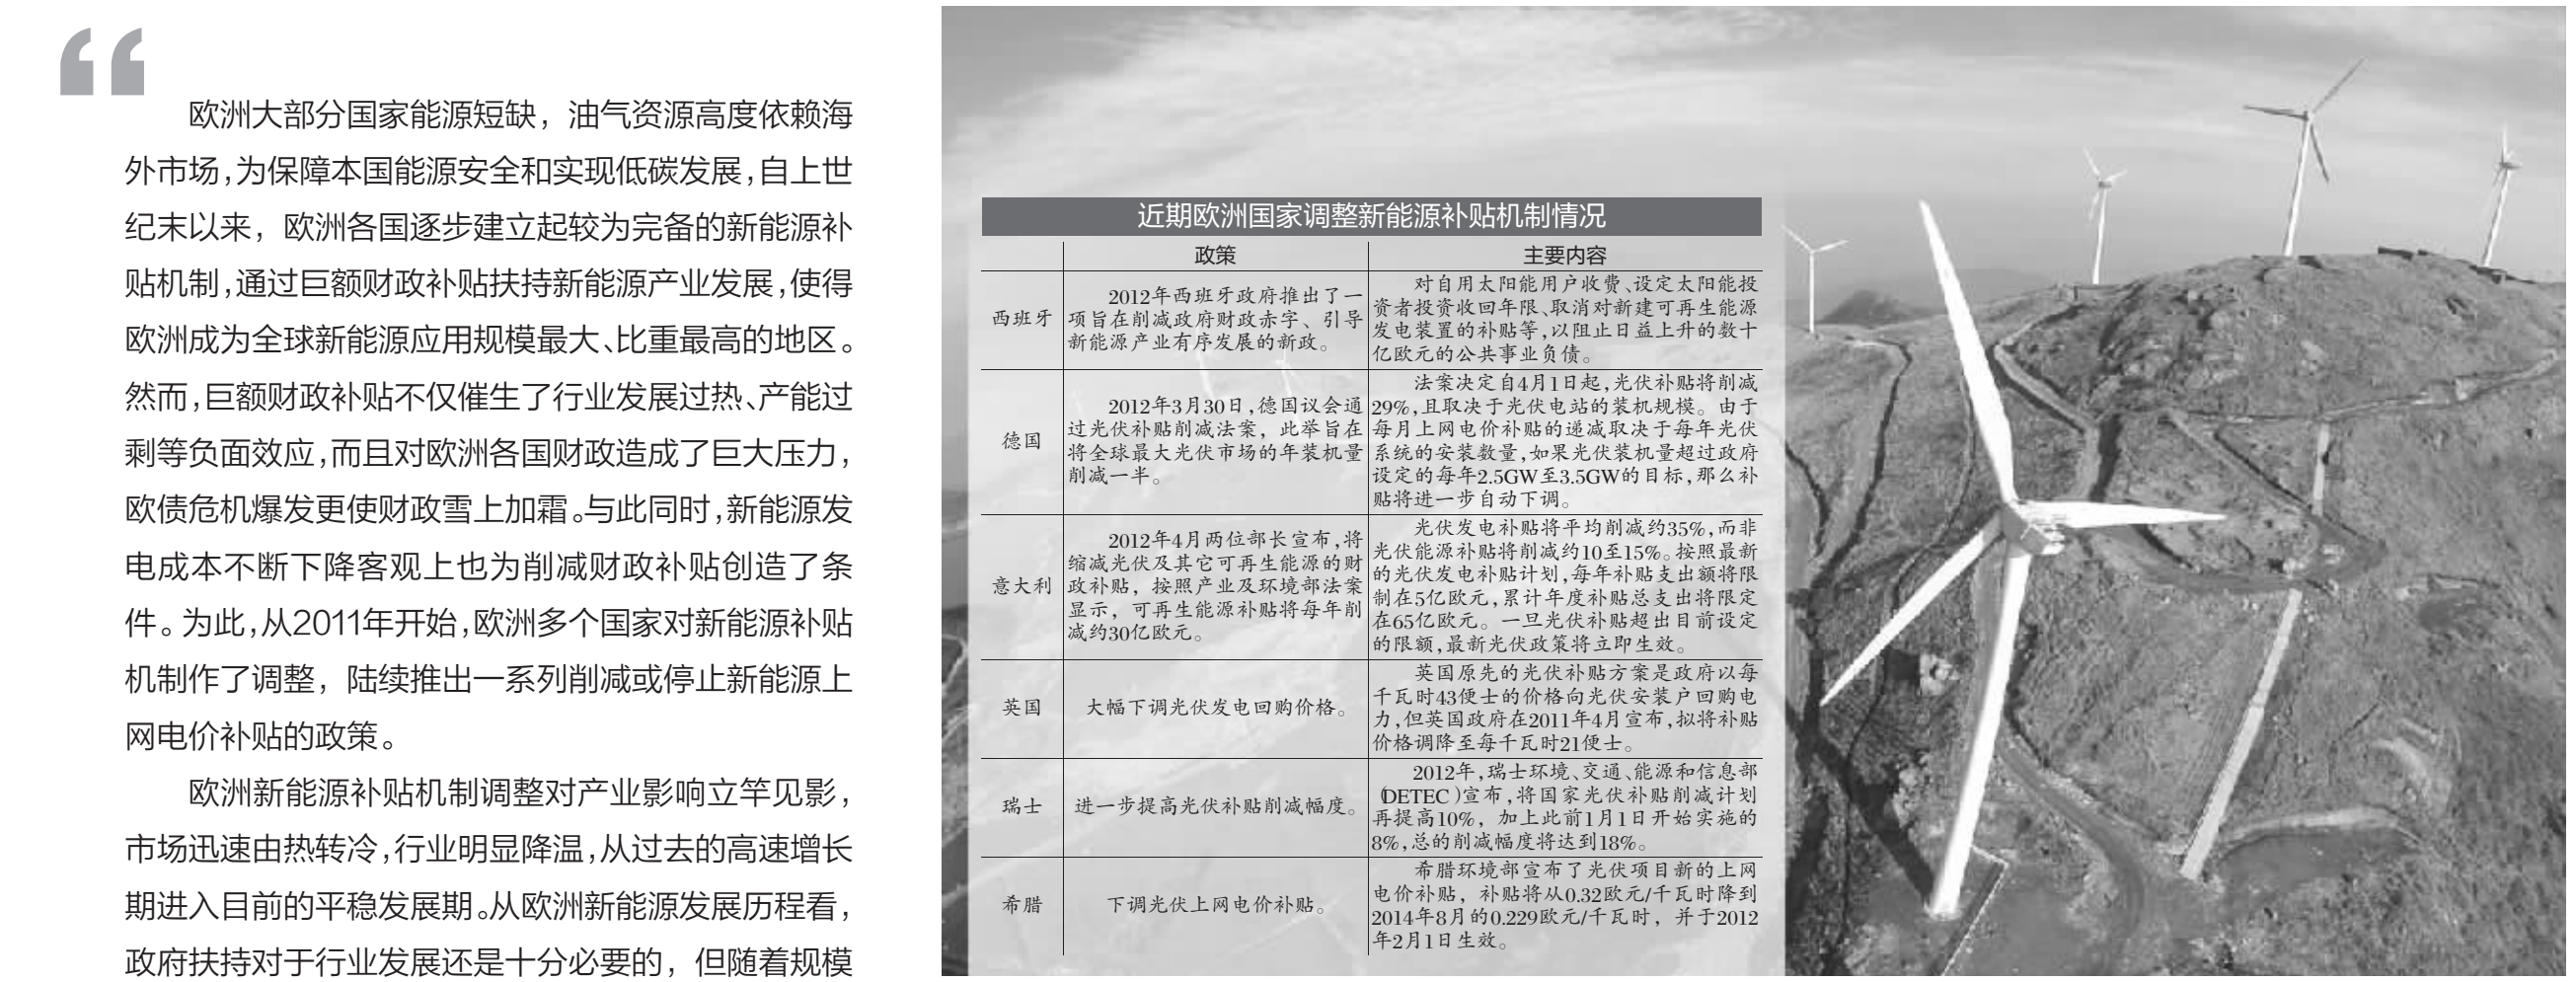 欧洲大部分国家能源短缺，油气资源高度依赖海
外市场，为保障本国能源安全和实现低碳发展，自上世
纪末以来，欧洲各国逐步建立起较为完备的新能源补
贴机制，通过巨额财政补贴扶持新能源产业发展，使得
欧洲成为全球新能源应用规模最大、比重最高的地区。
然而，巨额财政补贴不仅催生了行业发展过热、产能过
剩等负面效应，而且对欧洲各国财政造成了巨大压力，
欧债危机爆发更使财政雪上加霜。与此同时，新能源发
电成本不断下降客观上也为削减财政补贴创造了条
件。为此，从2011年开始，欧洲多个国家对新能源补贴
机制作了调整，陆续推出一系列削减或停止新能源上
网电价补贴的政策。
欧洲新能源补贴机制调整对产业影响立竿见影，
市场迅速由热转冷，行业明显降温，从过去的高速增长
期进入目前的平稳发展期。从欧洲新能源发展历程看，
政府扶持对于行业发展还是十分必要的，但随着规模
近期欧洲国家调整新能源补贴机制情况
政策
主要内容
西班牙
2012年西班牙政府推出了一
项旨在削减政府财政赤字、引导
新能源产业有序发展的新政。
对自用太阳能用户收费、设定太阳能投
资者投资收回年限、取消对新建可再生能源
发电装置的补贴等，以阻止日益上升的数十
亿欧元的公共事业负债。
德国
2012年3月30日，德国议会通
过光伏补贴削减法案，此举旨在
将全球最大光伏市场的年装机量
削减一半。
法案决定自4月1日起，光伏补贴将削减
29%，且取决于光伏电站的装机规模。由于
每月上网电价补贴的递减取决于每年光伏
系统的安装数量，如果光伏装机量超过政府
设定的每年2.5GW至3.5GW的目标，那么补
贴将进一步自动下调。
意大利
2012年4月两位部长宣布，将
缩减光伏及其它可再生能源的财
政补贴，按照产业及环境部法案
显示，可再生能源补贴将每年削
减约30亿欧元。
光伏发电补贴将平均削减约35%，而非
光伏能源补贴将削减约10至15%。按照最新
的光伏发电补贴计划，每年补贴支出额将限
制在5亿欧元，累计年度补贴总支出将限定
在65亿欧元。一旦光伏补贴超出目前设定
的限额，最新光伏政策将立即生效。
英国
大幅下调光伏发电回购价格。
英国原先的光伏补贴方案是政府以每
千瓦时43便士的价格向光伏安装户回购电
力，但英国政府在2011年4月宣布，拟将补贴
价格调降至每千瓦时21便士。
瑞士
进一步提高光伏补贴削减幅度。
2012年，瑞士环境、交通、能源和信息部
（DETEC）宣布，将国家光伏补贴削减计划
再提高10%，加上此前1月1日开始实施的
8%，总的削减幅度将达到18%。
希腊
下调光伏上网电价补贴。
希腊环境部宣布了光伏项目新的上网
电价补贴，补贴将从0.32欧元/千瓦时降到
2014年8月的0.229欧元/千瓦时，并于2012
年2月1日生效。